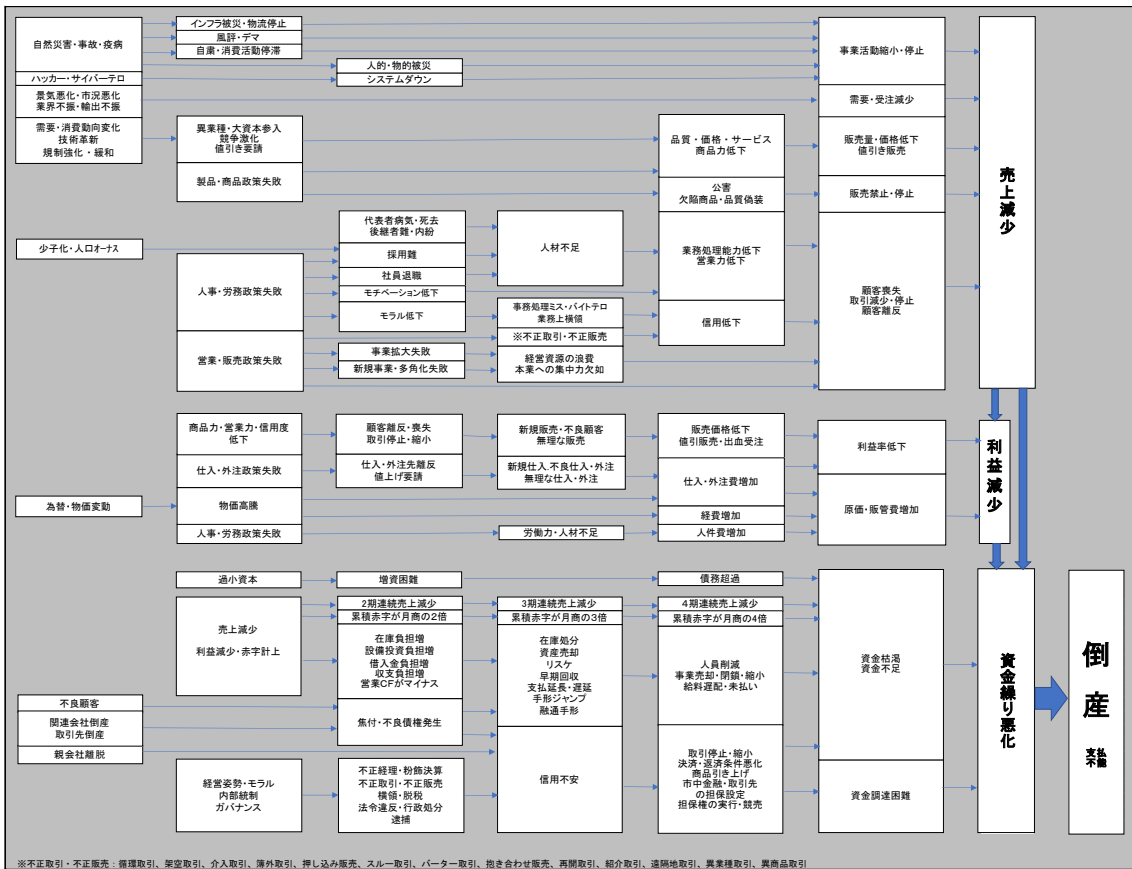 自然災害・事故・疫病
インフラ被災・物流停止
風評・デマ
自粛・消費活動停滞
人的・物的被災
事業活動縮小・停止
ハッカー・サイバーテロ
システムダウン
景気悪化・市況悪化
業界不振・輸出不振
需要・受注減少
需要・消費動向変化
技術革新
規制強化・緩和
異業種・大資本参入
競争激化
値引き要請
品質・価格・サービス
商品力低下
販売量・価格低下
値引き販売
製品・商品政策失敗
公害
欠陥商品・品質偽装
販売禁止・停止
売上減少
少子化・人口オーナス
代表者病気・死去
後継者難・内紛
採用難
社員退職
モチベーション低下
モラル低下
人材不足
業務処理能力低下
営業力低下
人事・労務政策失敗
事務処理ミス・バイトテロ
業務上横領
※不正取引・不正販売
信用低下
顧客喪失
取引減少・停止
顧客離反
営業・販売政策失敗
事業拡大失敗
新規事業・多角化失敗
経営資源の浪費
本業への集中力欠如
商品力・営業力・信用度
低下
顧客離反・喪失
取引停止・縮小
新規販売・不良顧客
無理な販売
販売価格低下
値引販売・出血受注
利益率低下
利益減少
仕入・外注政策失敗
仕入・外注先離反
値上げ要請
新規仕入.不良仕入・外注
無理な仕入・外注
仕入・外注費増加
為替・物価変動
物価高騰
経費増加
原価・販管費増加
人事・労務政策失敗
労働力・人材不足
人件費増加
過小資本
増資困難
債務超過
売上減少
利益減少・赤字計上
2期連続売上減少
累積赤字が月商の2倍
3期連続売上減少
累積赤字が月商の3倍
4期連続売上減少
累積赤字が月商の4倍
在庫負担増
設備投資負担増
借入金負担増
収支負担増
営業CFがマイナス
在庫処分
資産売却
リスケ
早期回収
支払延長・遅延
手形ジャンプ
融通手形
人員削減
事業売却・閉鎖・縮小
給料遅配・未払い
資金枯渇
資金不足
資金繰り悪化
倒産
支払
不能
不良顧客
関連会社倒産
取引先倒産
焦付・不良債権発生
親会社離脱
信用不安
取引停止・縮小
決済・返済条件悪化
商品引き上げ
市中金融・取引先
の担保設定
担保権の実行・競売
資金調達困難
経営姿勢・モラル
内部統制
ガバナンス
不正経理・粉飾決算
不正取引・不正販売
横領・脱税
法令違反・行政処分
逮捕
※不正取引・不正販売：循環取引、架空取引、介入取引、簿外取引、押し込み販売、スルー取引、バーター取引、抱き合わせ販売、再開取引、紹介取引、遠隔地取引、異業種取引、異商品取引